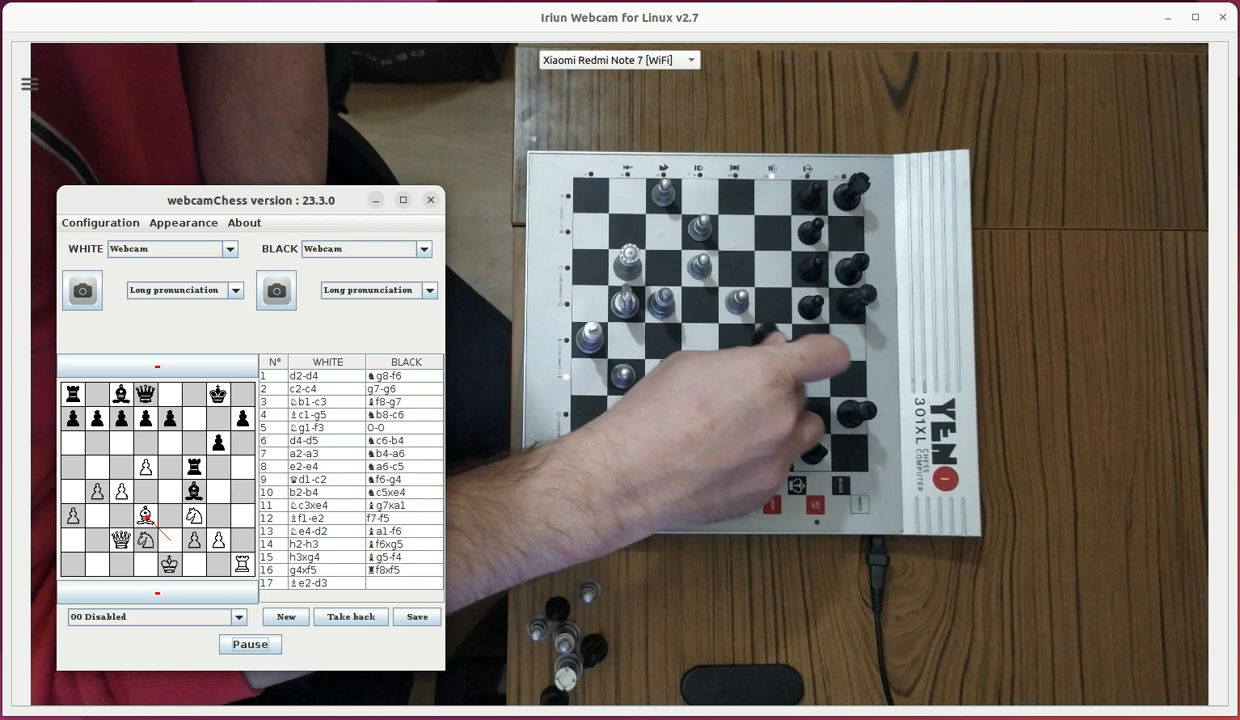 Iriun Webcam for Linux v2.7
Xiaomi Redmi Note 7 [WiFi]
webcamChess version : 23.3.0
Configuration Appearance About
WHITE Webcam BLACK Webcam
Long pronunciation Long pronunciation
N° WHITE BLACK
1 d2-d4 ♞g8-f6
2 c2-c4 g7-g6
3 ♘b1-c3 ♝f8-g7
4 ♗c1-g5 ♞b8-c6
5 ♘g1-f3 0-0
6 d4-d5 ♞c6-b4
7 a2-a3 ♞b4-a6
8 e2-e4 ♞a6-c5
9 ♛d1-c2 ♞f6-g4
10 b2-b4 ♞c5xe4
11 ♘c3xe4 ♝g7xa1
12 ♗f1-e2 f7-f5
13 ♘e4-d2 ♝a1-f6
14 h2-h3 ♝f6xg5
15 h3xg4 ♝g5-f4
16 g4xf5 ♜f8xf5
17 ♗e2-d3
00 Disabled New Take back Save
Pause
YENO
301XL
CHESS
COMPUTER
BLACK
WHITE